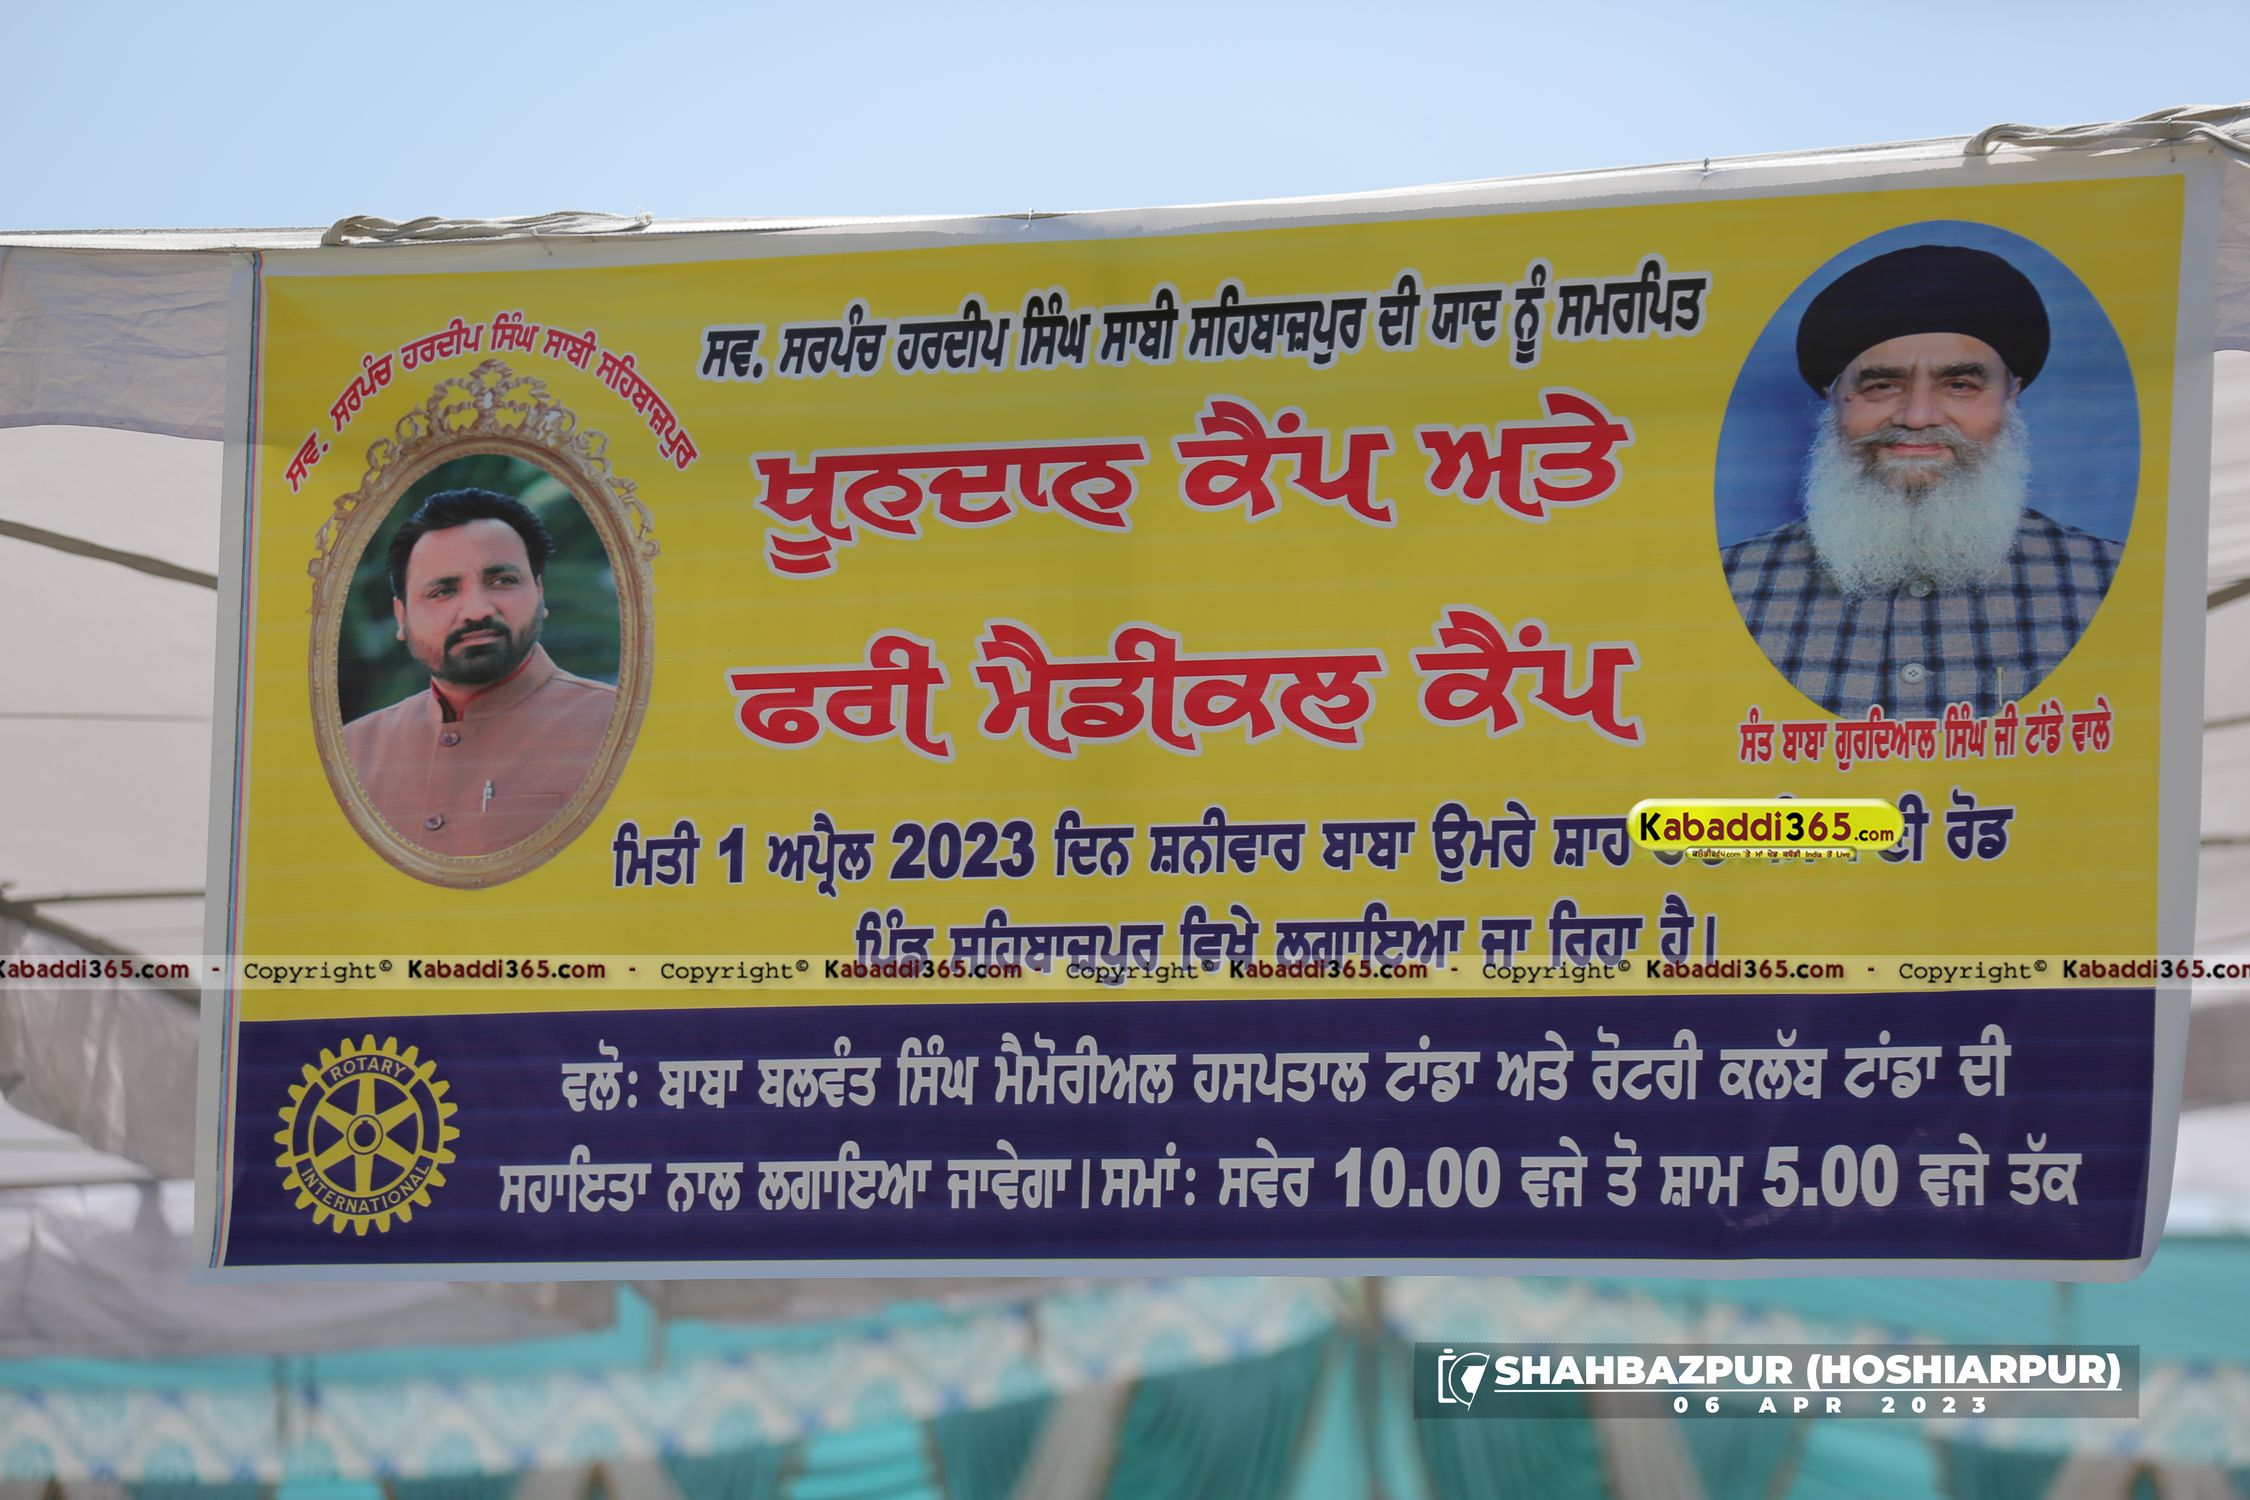 ਸਵ. ਸਰਪੰਚ ਹਰਦੀਪ ਸਿੰਘ ਸਾਬੀ ਸਹਿਬਾਜ਼ਪੁਰ ਦੀ ਯਾਦ ਨੂੰ ਸਮਰਪਿਤ
ਸਵ. ਸਰਪੰਚ ਹਰਦੀਪ ਸਿੰਘ ਸਾਬੀ ਸਹਿਬਾਜ਼ਪੁਰ
ਖੂਨਦਾਨ ਕੈਂਪ ਅਤੇ
ਫਰੀ ਮੈਡੀਕਲ ਕੈਂਪ
ਸੰਤ ਬਾਬਾ ਗੁਰਦਿਆਲ ਸਿੰਘ ਜੀ ਟਾਂਡੇ ਵਾਲੇ
ਮਿਤੀ 1 ਅਪ੍ਰੈਲ 2023 ਦਿਨ ਸ਼ਨੀਵਾਰ ਬਾਬਾ ਉਮਰੇ ਸ਼ਾਹ ਦੀ ਰੋਡ
Kabaddi365.com
ਪਿੰਡ ਸਹਿਬਾਜ਼ਪੁਰ ਵਿਖੇ ਲਗਾਇਆ ਜਾ ਰਿਹਾ ਹੈ।
Kabaddi365.com - Copyright© Kabaddi365.com - Copyright© Kabaddi365.com - Copyright© Kabaddi365.com - Copyright© Kabaddi365.com - Copyright© Kabaddi365.com
ROTARY
INTERNATIONAL
ਵਲੋ: ਬਾਬਾ ਬਲਵੰਤ ਸਿੰਘ ਮੈਮੋਰੀਅਲ ਹਸਪਤਾਲ ਟਾਂਡਾ ਅਤੇ ਰੋਟਰੀ ਕਲੱਬ ਟਾਂਡਾ ਦੀ
ਸਹਾਇਤਾ ਨਾਲ ਲਗਾਇਆ ਜਾਵੇਗਾ। ਸਮਾਂ: ਸਵੇਰ 10.00 ਵਜੇ ਤੋ ਸ਼ਾਮ 5.00 ਵਜੇ ਤੱਕ
SHAHBAZPUR (HOSHIARPUR)
06 APR 2023